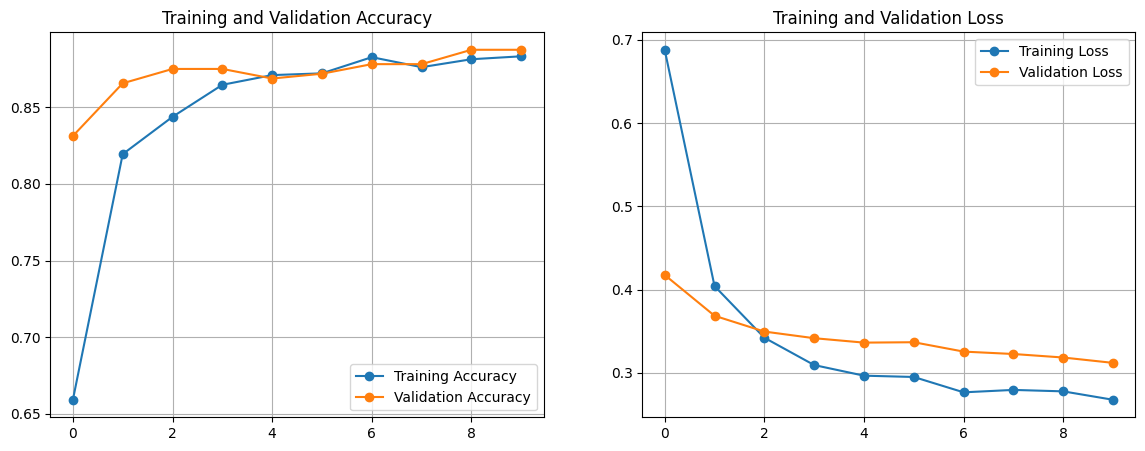 Training and Validation Accuracy
0.85
0.80
0.75
0.70
0.65
0 2 4 6 8
Training Accuracy
Validation Accuracy
Training and Validation Loss
0.7
0.6
0.5
0.4
0.3
0 2 4 6 8
Training Loss
Validation Loss